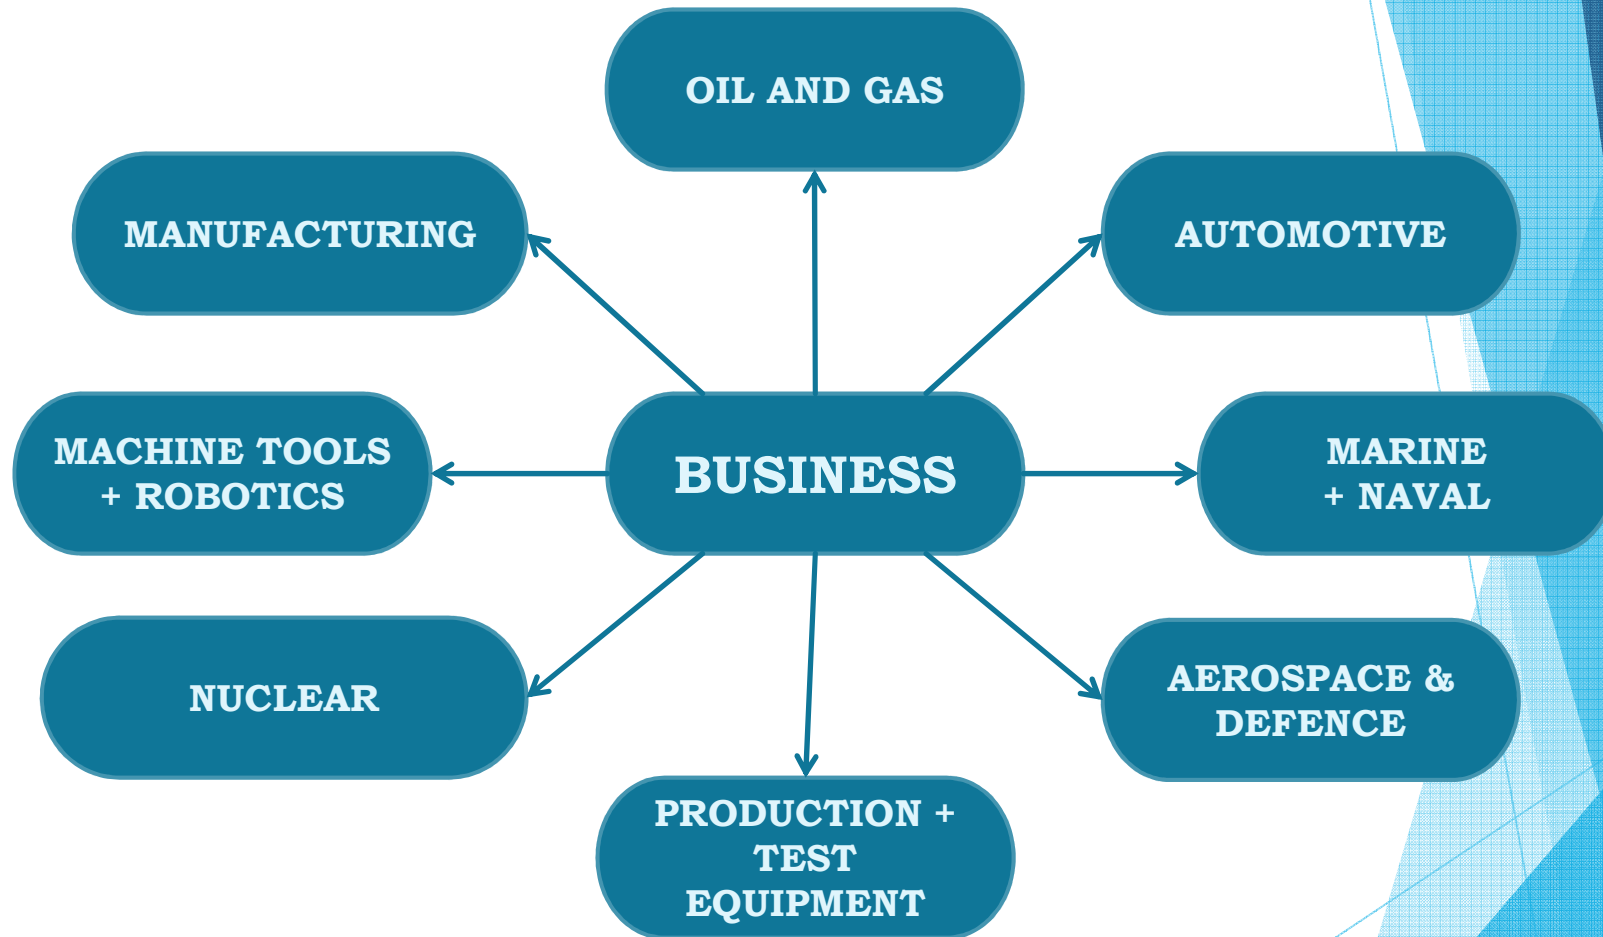 OIL AND GAS
MANUFACTURING
AUTOMOTIVE
MACHINE TOOLS
+ ROBOTICS
BUSINESS
MARINE
+ NAVAL
NUCLEAR
AEROSPACE &
DEFENCE
PRODUCTION +
TEST
EQUIPMENT